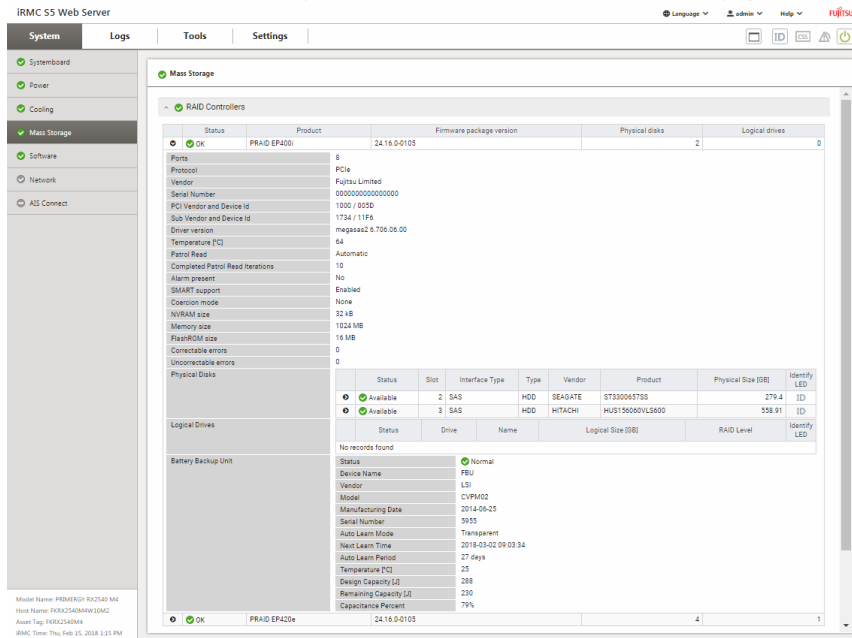 iRMC S5 Web Server
Language admin Help FUJITSU
System Logs Tools Settings
ID CSS
Systemboard
Power
Cooling
Mass Storage
Software
Network
AIS Connect
Mass Storage
RAID Controllers
Status Product Firmware package version Physical disks Logical drives
OK PRAID EP400i 24.16.0-0105 2 0
Ports 8
Protocol PCIe
Vendor Fujitsu Limited
Serial Number 0000000000000000
PCI Vendor and Device Id 1000 / 005D
Sub Vendor and Device Id 1734 / 11F6
Driver version megasas2 6.706.06.00
Temperature [°C] 64
Patrol Read Automatic
Completed Patrol Read Iterations 10
Alarm present No
SMART support Enabled
Coercion mode None
NVRAM size 32 kB
Memory size 1024 MB
FlashROM size 16 MB
Correctable errors 0
Uncorrectable errors 0
Physical Disks
Status Slot Interface Type Type Vendor Product Physical Size [GB] Identify LED
Available 2 SAS HDD SEAGATE ST3300657SS 279.4 ID
Available 3 SAS HDD HITACHI HUS156060VLS600 558.91 ID
Logical Drives
Status Drive Name Logical Size [GB] RAID Level Identify LED
No records found
Battery Backup Unit
Status Normal
Device Name FBU
Vendor LSI
Model CVPM02
Manufacturing Date 2014-06-25
Serial Number 5955
Auto Learn Mode Transparent
Next Learn Time 2018-03-02 09:03:34
Auto Learn Period 27 days
Temperature [°C] 25
Design Capacity [J] 288
Remaining Capacity [J] 230
Capacitance Percent 79%
OK PRAID EP420e 24.16.0-0105 4 1
Model Name: PRIMERGY RX2540 M4
Host Name: FKRX2540M4W16M2
Asset Tag: FKRX2540M4
iRMC Time: Thu, Feb 15, 2018 1:15 PM